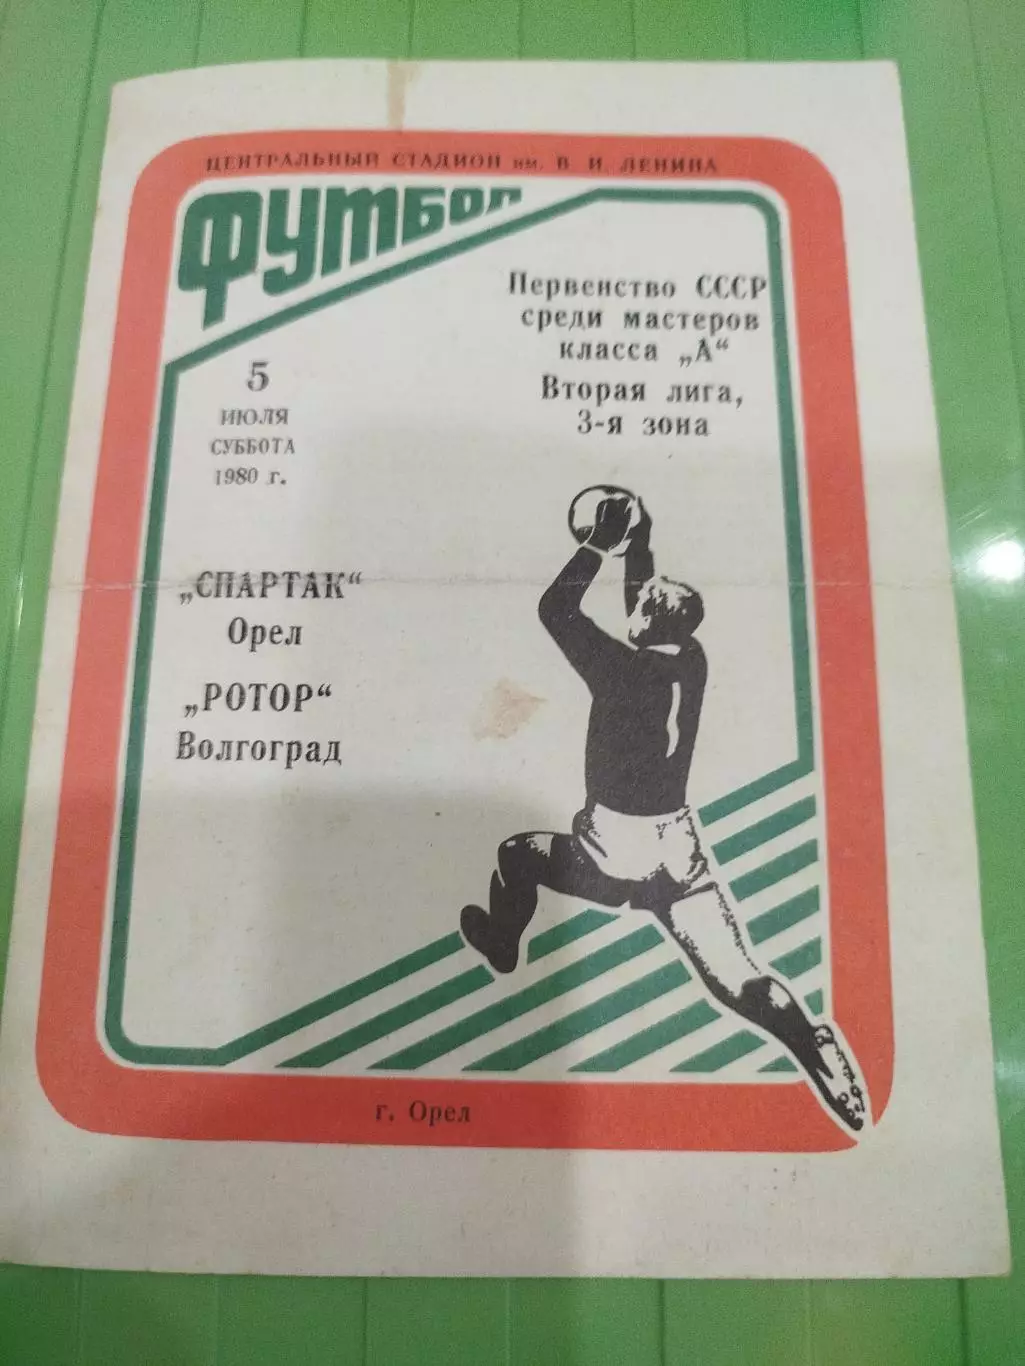 ЦЕНТРАЛЬНЫЙ СТАДИОН им. В. И. ЛЕНИНА
ФУТБОЛ
Первенство СССР
среди мастеров
класса „А“
Вторая лига,
3-я зона
5
ИЮЛЯ
СУББОТА
1980 г.
„СПАРТАК“
Орел
„РОТОР“
Волгоград
1
г. Орел